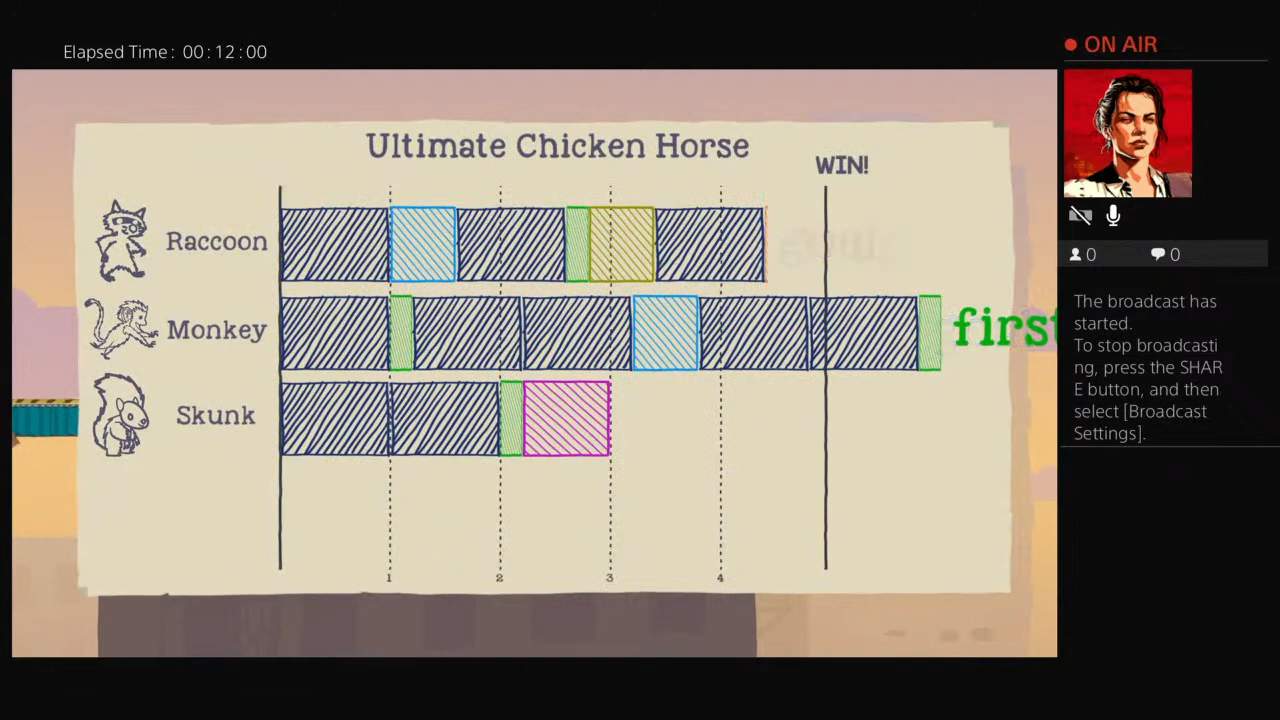 Elapsed Time: 00:12:00
ON AIR
Ultimate Chicken Horse
WIN!
Raccoon
Monkey
first
Skunk
1 2 3 4
0 0
The broadcast has
started.
To stop broadcasti
ng, press the SHAR
E button, and then
select [Broadcast
Settings].